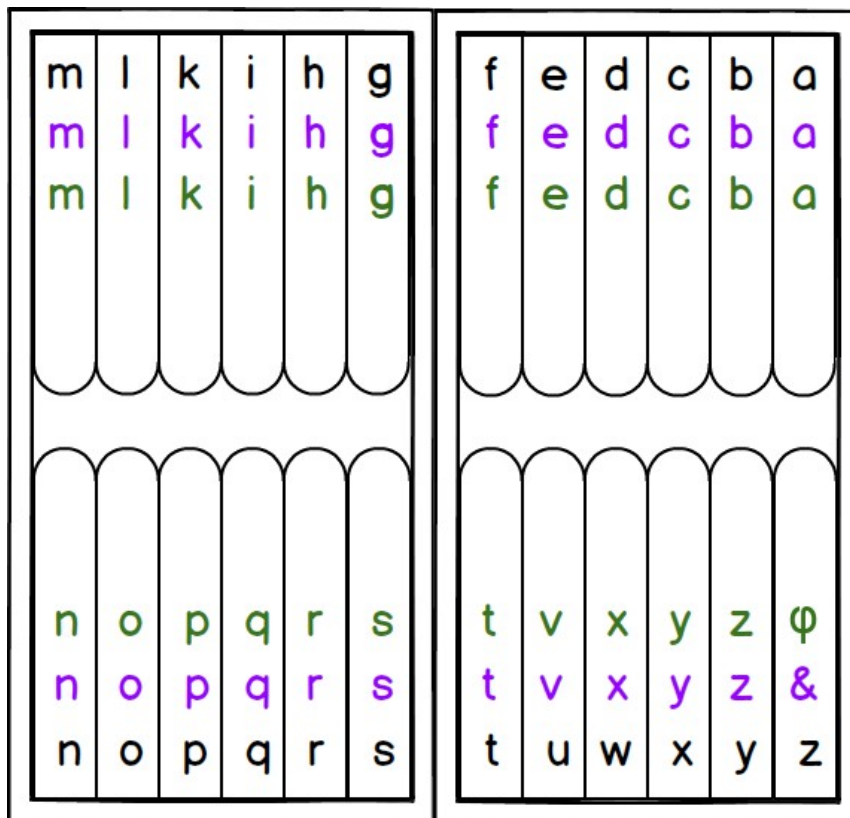 m l k i h g f e d c b a
m l k i h g f e d c b a
m l k i h g f e d c b a
n o p q r s t v x y z φ
n o p q r s t v x y z &
n o p q r s t u w x y z